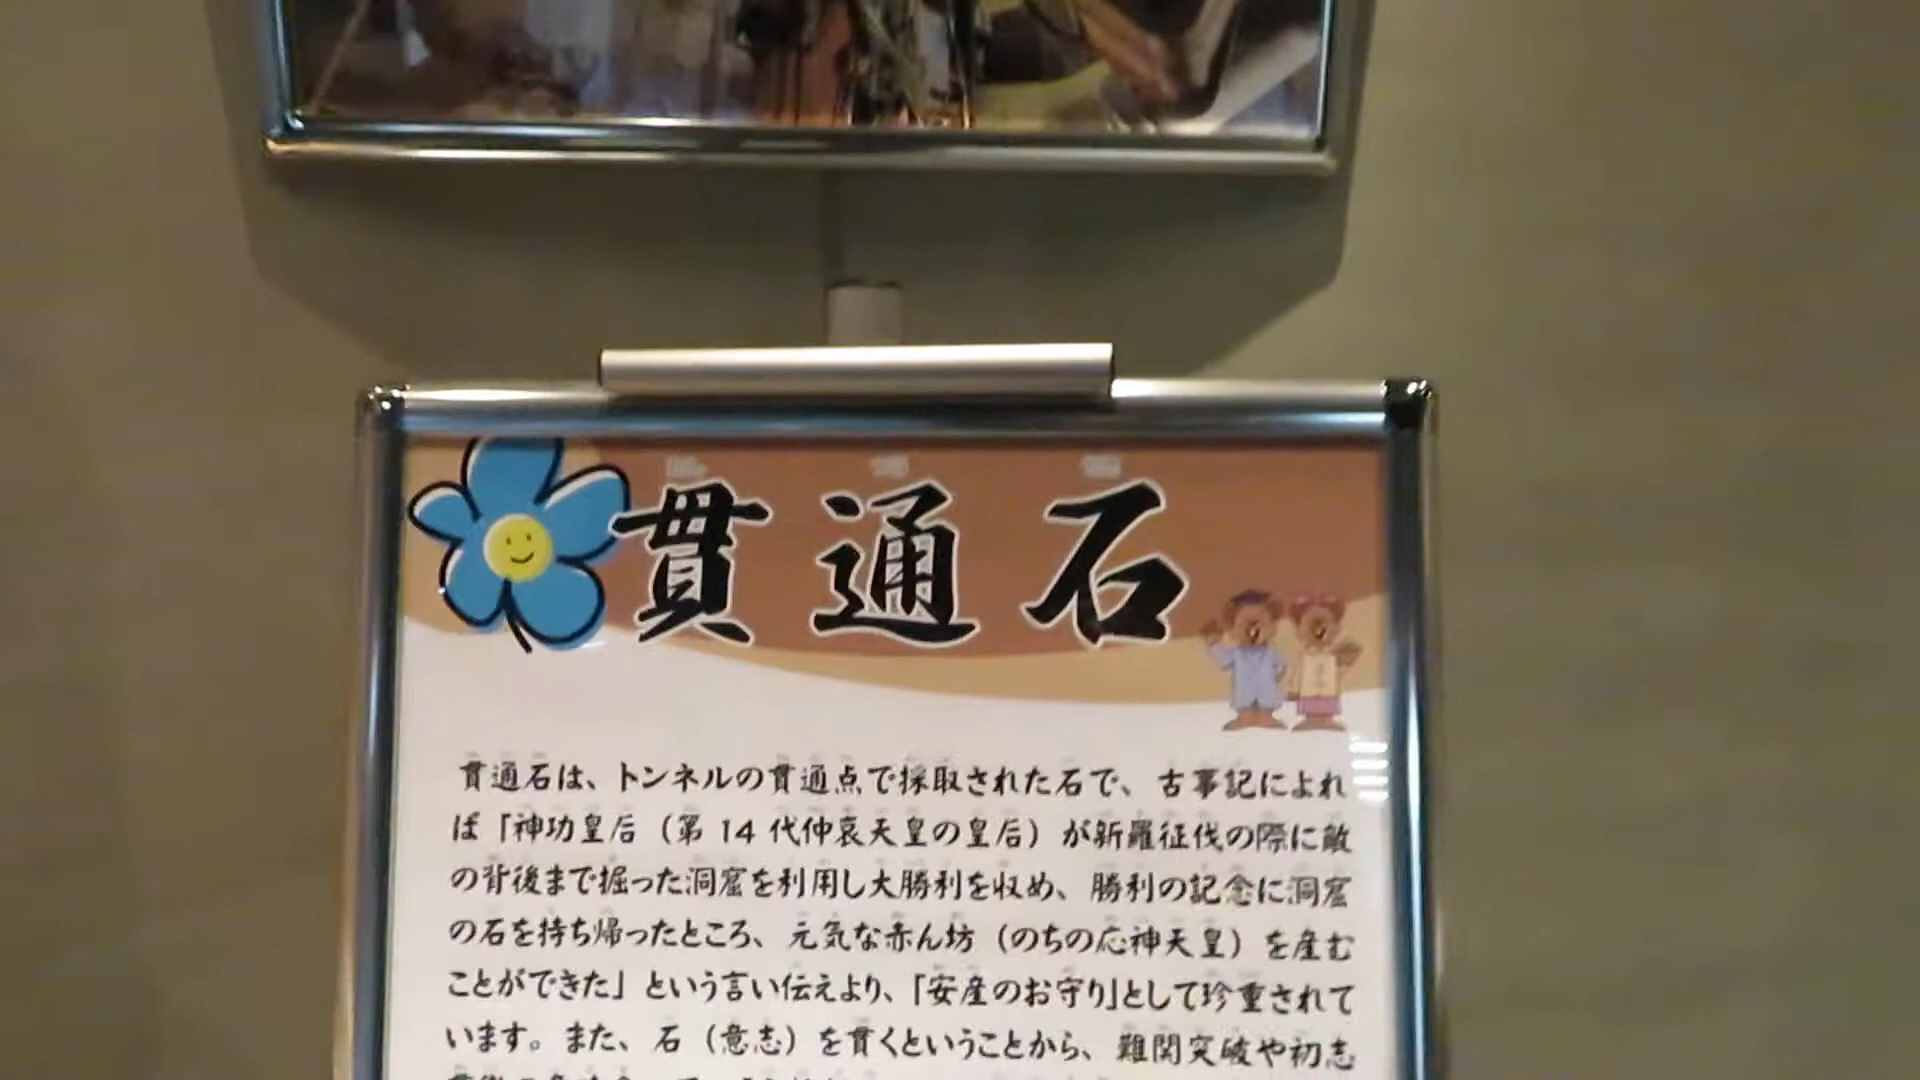 貫通石
貫通石は、トンネルの貫通点で採取された石で、古事記によれ
ば「神功皇后（第14代仲哀天皇の皇后）が新羅征伐の際に敵
の背後まで掘った洞窟を利用し大勝利を収め、勝利の記念に洞窟
の石を持ち帰ったところ、元気な赤ん坊（のちの応神天皇）を産む
ことができた」という言い伝えより、「安産のお守り」として珍重されて
います。また、石（意志）を貫くということから、難関突破や初志